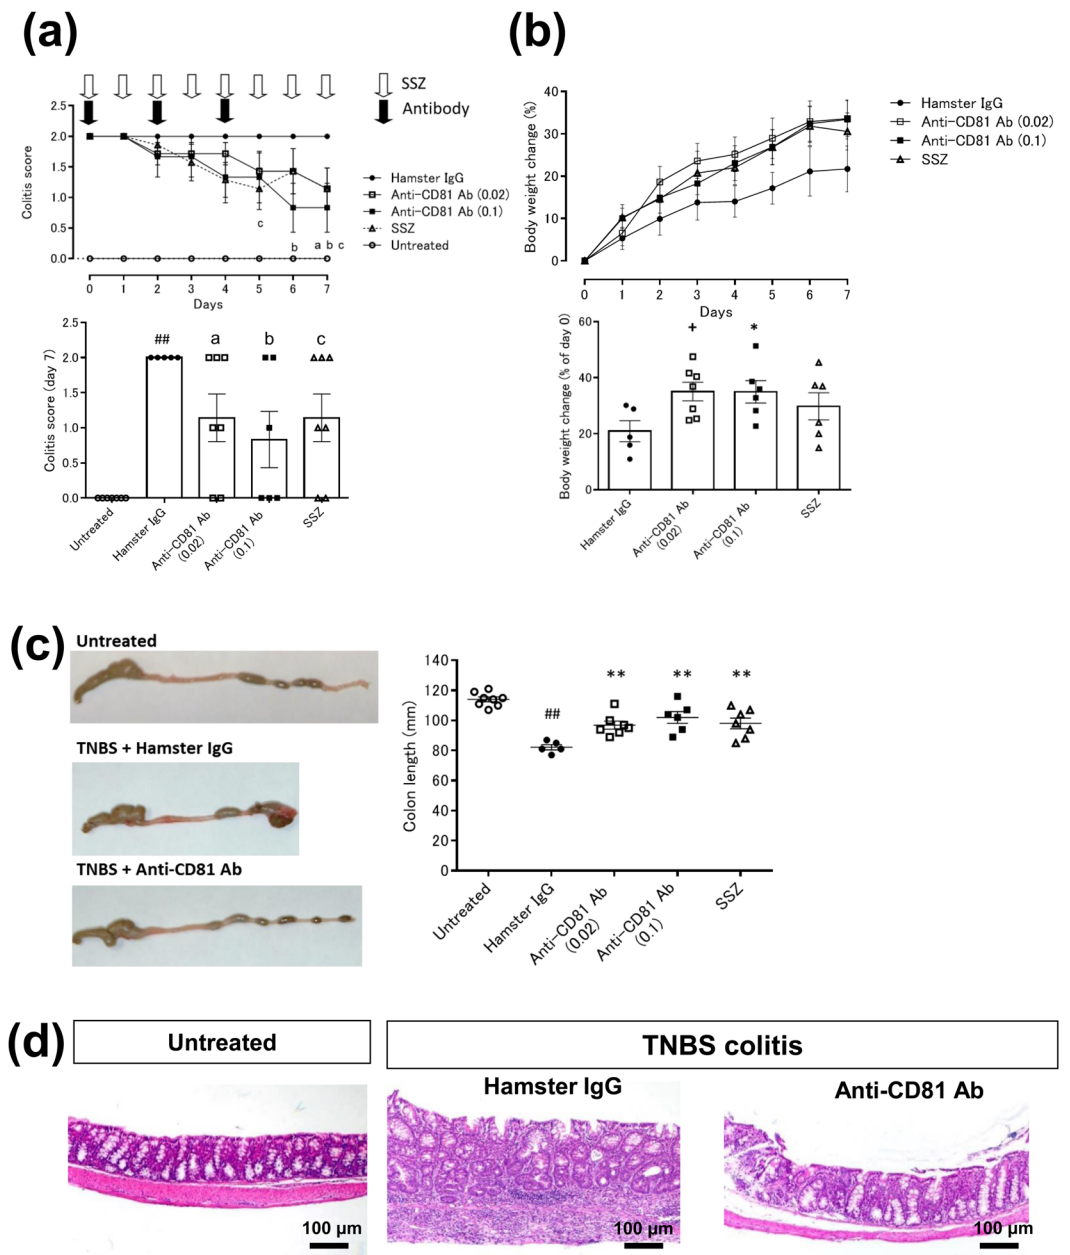 (a)
SSZ
Antibody
2.5
2.0
1.5
1.0
0.5
0.0
Colitis score
c
b
a b c
0 1 2 3 4 5 6 7
Days
Hamster IgG
Anti-CD81 Ab (0.02)
Anti-CD81 Ab (0.1)
SSZ
Untreated
2.5
2.0
1.5
1.0
0.5
0.0
Colitis score (day 7)
## a b c
Untreated
Hamster IgG
Anti-CD81 Ab
(0.02)
Anti-CD81 Ab
(0.1)
SSZ
(b)
40
30
20
10
0
Body weight change (%)
0 1 2 3 4 5 6 7
Days
Hamster IgG
Anti-CD81 Ab (0.02)
Anti-CD81 Ab (0.1)
SSZ
60
40
20
0
Body weight change (% of day 0)
+ *
Hamster IgG
Anti-CD81 Ab
(0.02)
Anti-CD81 Ab
(0.1)
SSZ
(c)
Untreated
TNBS + Hamster IgG
TNBS + Anti-CD81 Ab
140
120
100
80
60
40
20
0
Colon length (mm)
## ** ** **
Untreated
Hamster IgG
Anti-CD81 Ab
(0.02)
Anti-CD81 Ab
(0.1)
SSZ
(d)
Untreated
TNBS colitis
Hamster IgG
Anti-CD81 Ab
100 μm
100 μm
100 μm